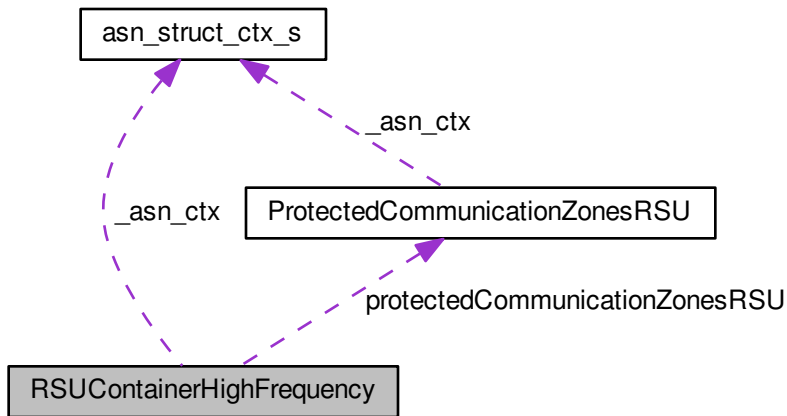 asn_struct_ctx_s
_asn_ctx
ProtectedCommunicationZonesRSU
_asn_ctx
protectedCommunicationZonesRSU
RSUContainerHighFrequency